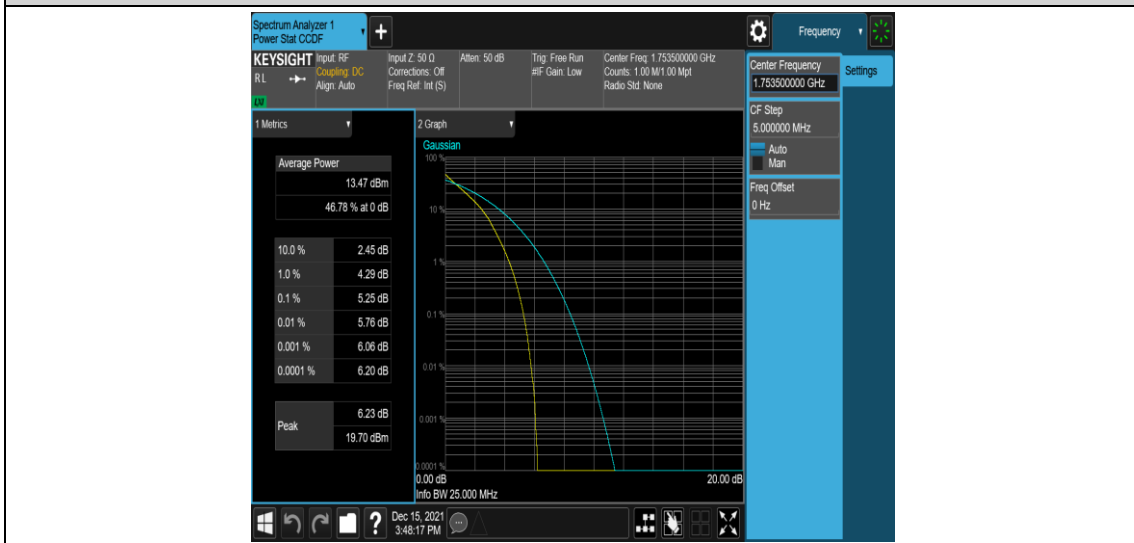 Spectrum Analyzer 1
Power Stat CCDF
+
Frequency
KEYSIGHT
Input: RF
Coupling: DC
Align: Auto
Input Z: 50 Ω
Corrections: Off
Freq Ref: Int (S)
Atten: 50 dB
Trig: Free Run
#IF Gain: Low
Center Freq: 1.753500000 GHz
Counts: 1.00 M/1.00 Mpt
Radio Std: None
RL
LXI
Center Frequency
1.753500000 GHz
Settings
CF Step
5.000000 MHz
Auto
Man
Freq Offset
0 Hz
1 Metrics
Average Power
13.47 dBm
46.78 % at 0 dB
10.0 % 2.45 dB
1.0 % 4.29 dB
0.1 % 5.25 dB
0.01 % 5.76 dB
0.001 % 6.06 dB
0.0001 % 6.20 dB
Peak
6.23 dB
19.70 dBm
2 Graph
Gaussian
100 %
10 %
1 %
0.1 %
0.01 %
0.001 %
0.0001 %
0.00 dB 20.00 dB
Info BW 25.000 MHz
?
Dec 15, 2021
3:48:17 PM